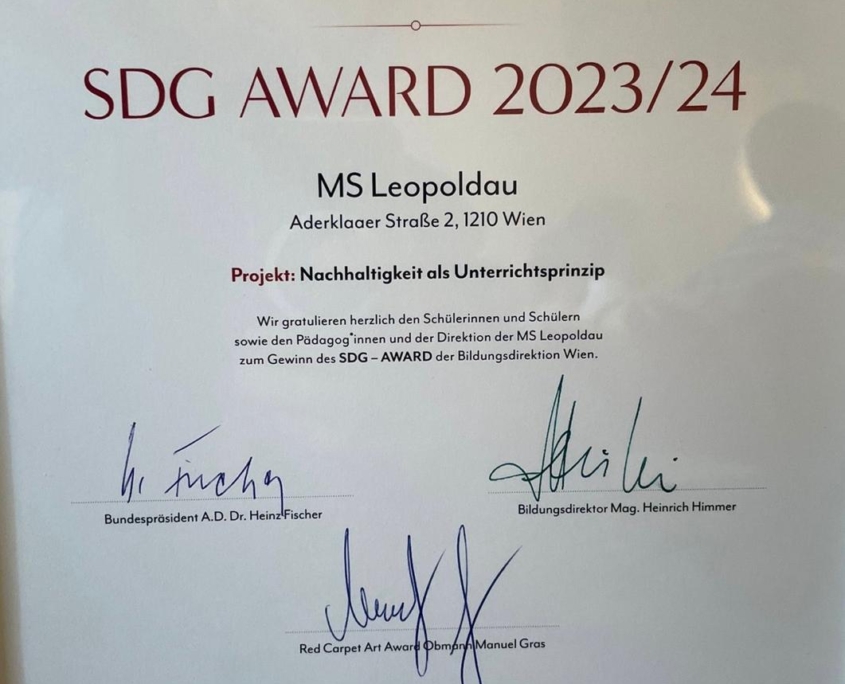 SDG AWARD 2023/24
MS Leopoldau
Aderklaaer Straße 2, 1210 Wien
Projekt: Nachhaltigkeit als Unterrichtsprinzip
Wir gratulieren herzlich den Schülerinnen und Schülern
sowie den Pädagog*innen und der Direktion der MS Leopoldau
zum Gewinn des SDG – AWARD der Bildungsdirektion Wien.
Bundespräsident A.D. Dr. Heinz Fischer
Bildungsdirektor Mag. Heinrich Himmer
Red Carpet Art Award Obmann Manuel Gras